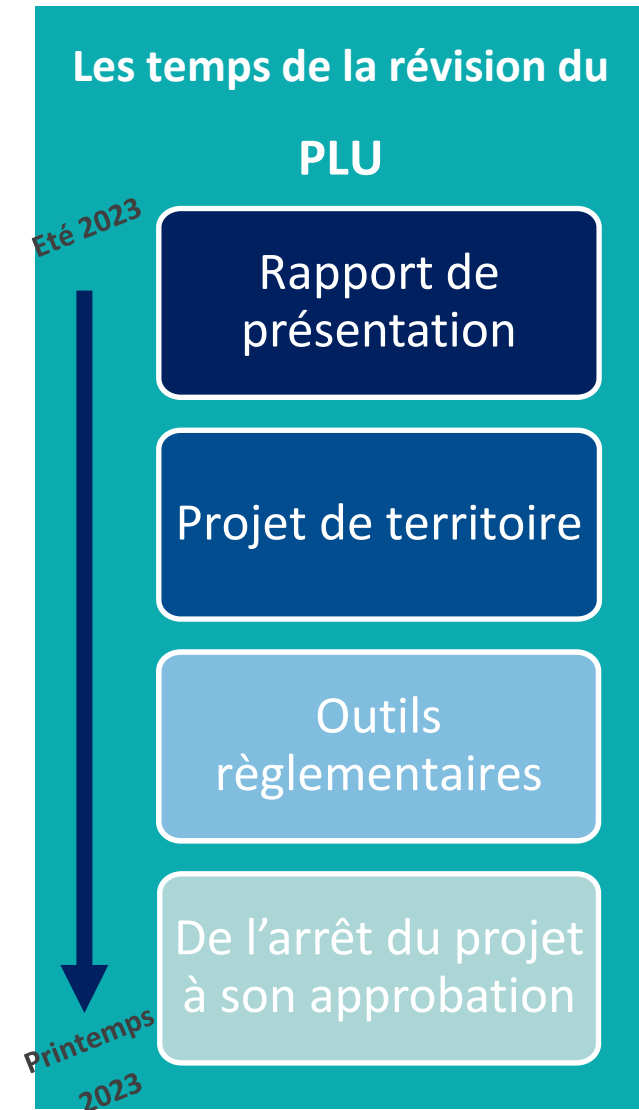 Les temps de la révision du
PLU
Eté 2023
Rapport de
présentation
Projet de territoire
Outils
règlementaires
De l’arrêt du projet
à son approbation
Printemps
2023